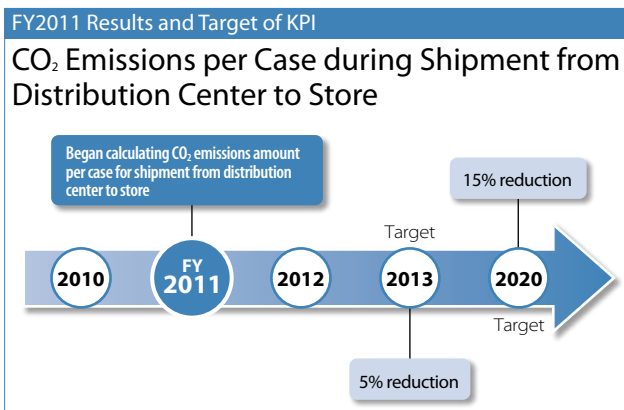 FY2011 Results and Target of KPI
CO₂ Emissions per Case during Shipment from
Distribution Center to Store
Began calculating CO₂ emissions amount
per case for shipment from distribution
center to store
15% reduction
Target
2010
FY
2011
2012
2013
2020
Target
5% reduction